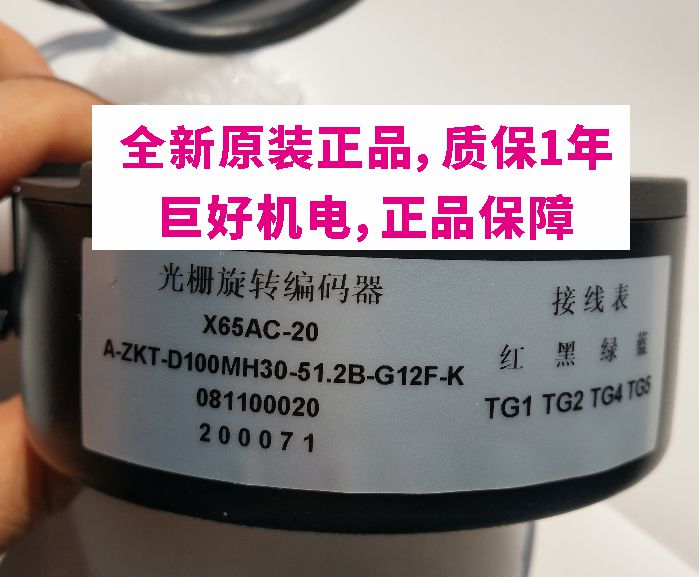 全新原装正品,质保1年
巨好机电,正品保障
光栅旋转编码器
X65AC-20
A-ZKT-D100MH30-51.2B-G12F-K
081100020
200071
接线表
红 黑 绿 蓝
TG1 TG2 TG4 TG5